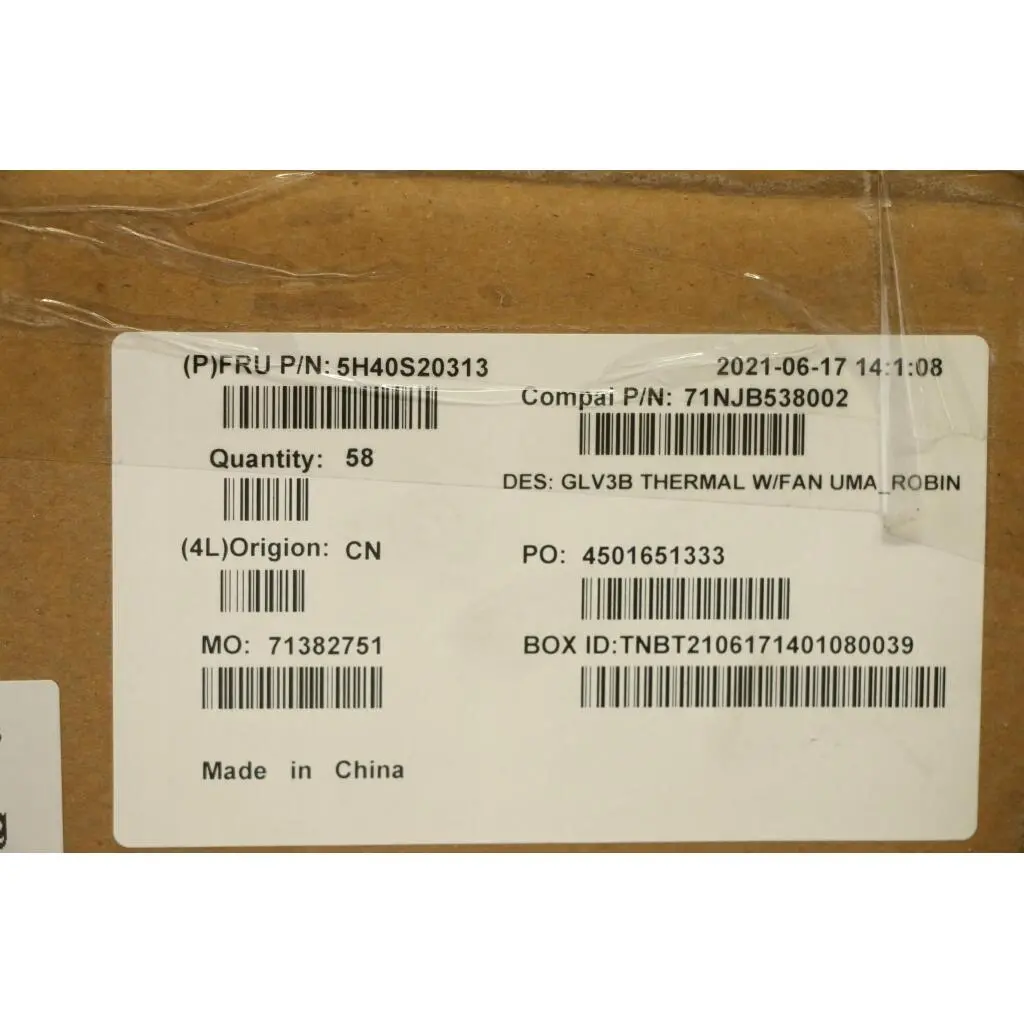 (P)FRU P/N: 5H40S20313
2021-06-17 14:1:08
Compal P/N: 71NJB538002
Quantity: 58
DES: GLV3B THERMAL W/FAN UMA_ROBIN
(4L)Origion: CN
PO: 4501651333
MO: 71382751
BOX ID:TNBT2106171401080039
Made in China
g